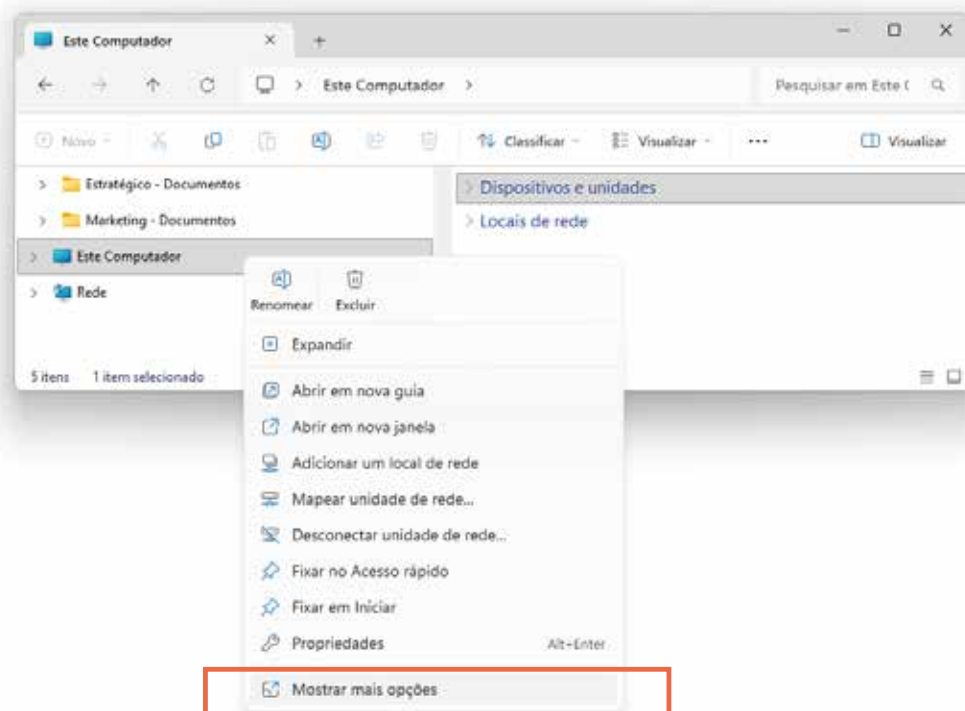 Este Computador
Este Computador
Pesquisar em Este C
Novo
Classificar
Visualizar
Visualizar
Estratégico - Documentos
Dispositivos e unidades
Marketing - Documentos
Locais de rede
Este Computador
Rede
Renomear Excluir
Expandir
5 itens 1 item selecionado
Abrir em nova guia
Abrir em nova janela
Adicionar um local de rede
Mapear unidade de rede...
Desconectar unidade de rede...
Fixar no Acesso rápido
Fixar em Iniciar
Propriedades Alt+Enter
Mostrar mais opções